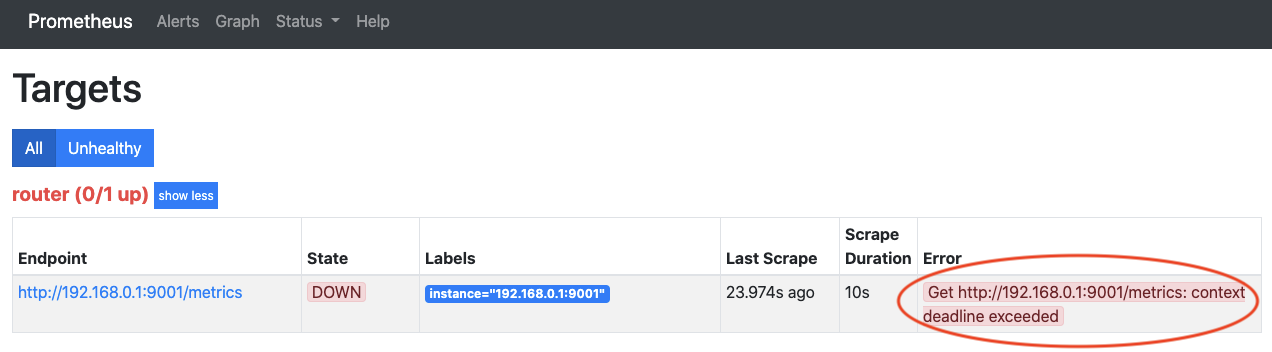 Prometheus Alerts Graph Status Help
Targets
All Unhealthy
router (0/1 up) show less
Endpoint State Labels Last Scrape Scrape Duration Error
http://192.168.0.1:9001/metrics DOWN instance="192.168.0.1:9001" 23.974s ago 10s Get http://192.168.0.1:9001/metrics: context
deadline exceeded